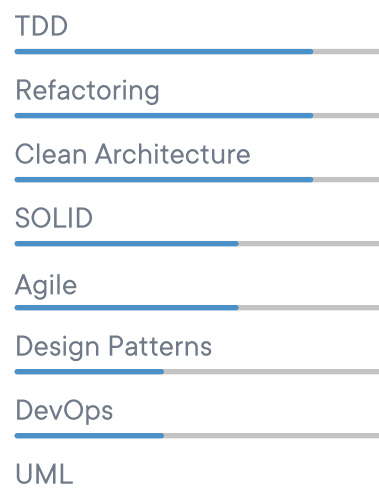 TDD
Refactoring
Clean Architecture
SOLID
Agile
Design Patterns
DevOps
UML